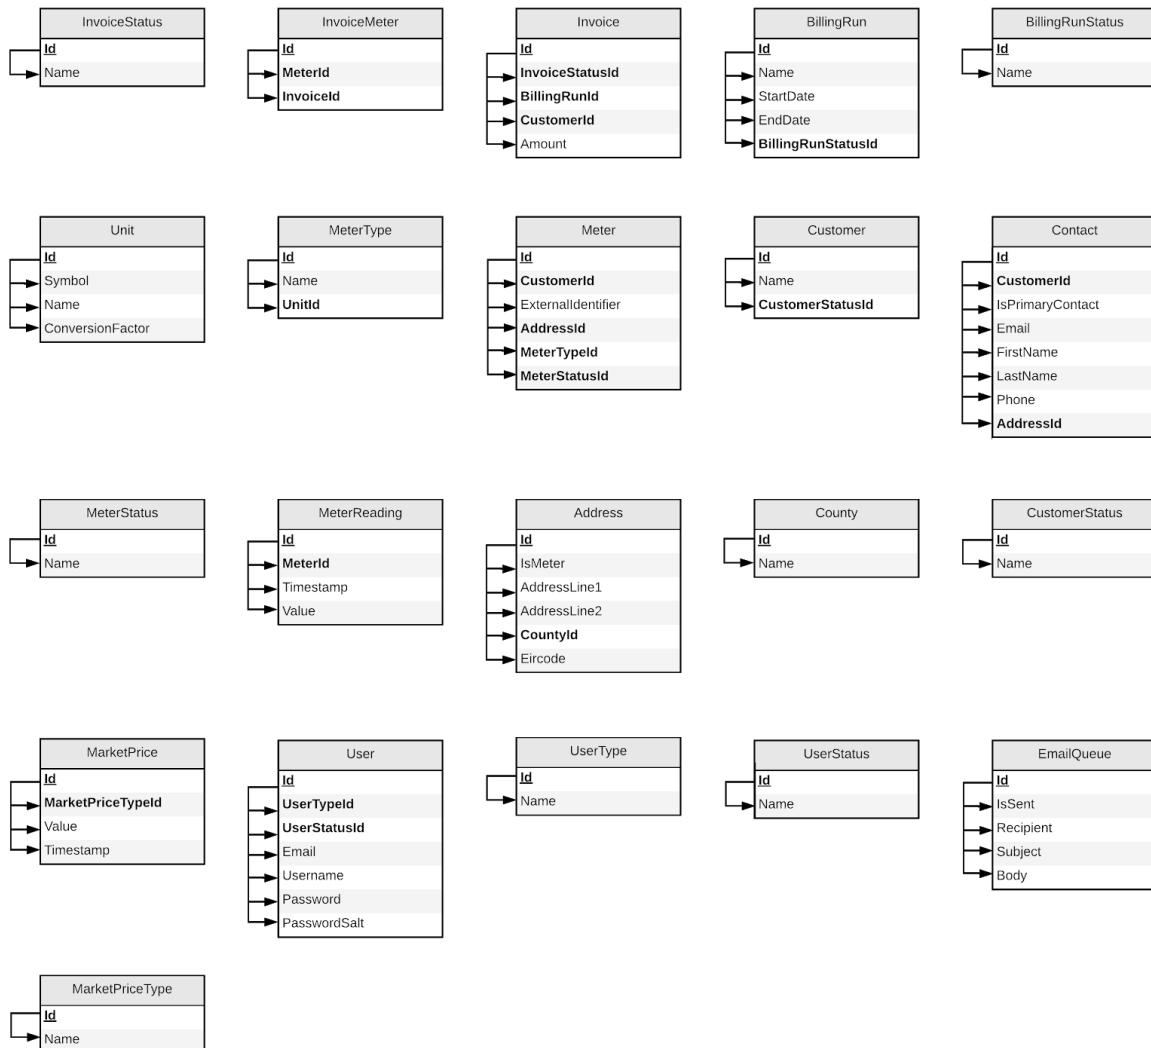 InvoiceStatus
Id
Name
InvoiceMeter
Id
MeterId
InvoiceId
Invoice
Id
InvoiceStatusId
BillingRunId
CustomerId
Amount
BillingRun
Id
Name
StartDate
EndDate
BillingRunStatusId
BillingRunStatus
Id
Name
Unit
Id
Symbol
Name
ConversionFactor
MeterType
Id
Name
UnitId
Meter
Id
CustomerId
ExternalIdentifier
AddressId
MeterTypeId
MeterStatusId
Customer
Id
Name
CustomerStatusId
Contact
Id
CustomerId
IsPrimaryContact
Email
FirstName
LastName
Phone
AddressId
MeterStatus
Id
Name
MeterReading
Id
MeterId
Timestamp
Value
Address
Id
IsMeter
AddressLine1
AddressLine2
CountyId
Eircode
County
Id
Name
CustomerStatus
Id
Name
MarketPrice
Id
MarketPriceTypeId
Value
Timestamp
User
Id
UserTypeId
UserStatusId
Email
Username
Password
PasswordSalt
UserType
Id
Name
UserStatus
Id
Name
EmailQueue
Id
IsSent
Recipient
Subject
Body
MarketPriceType
Id
Name